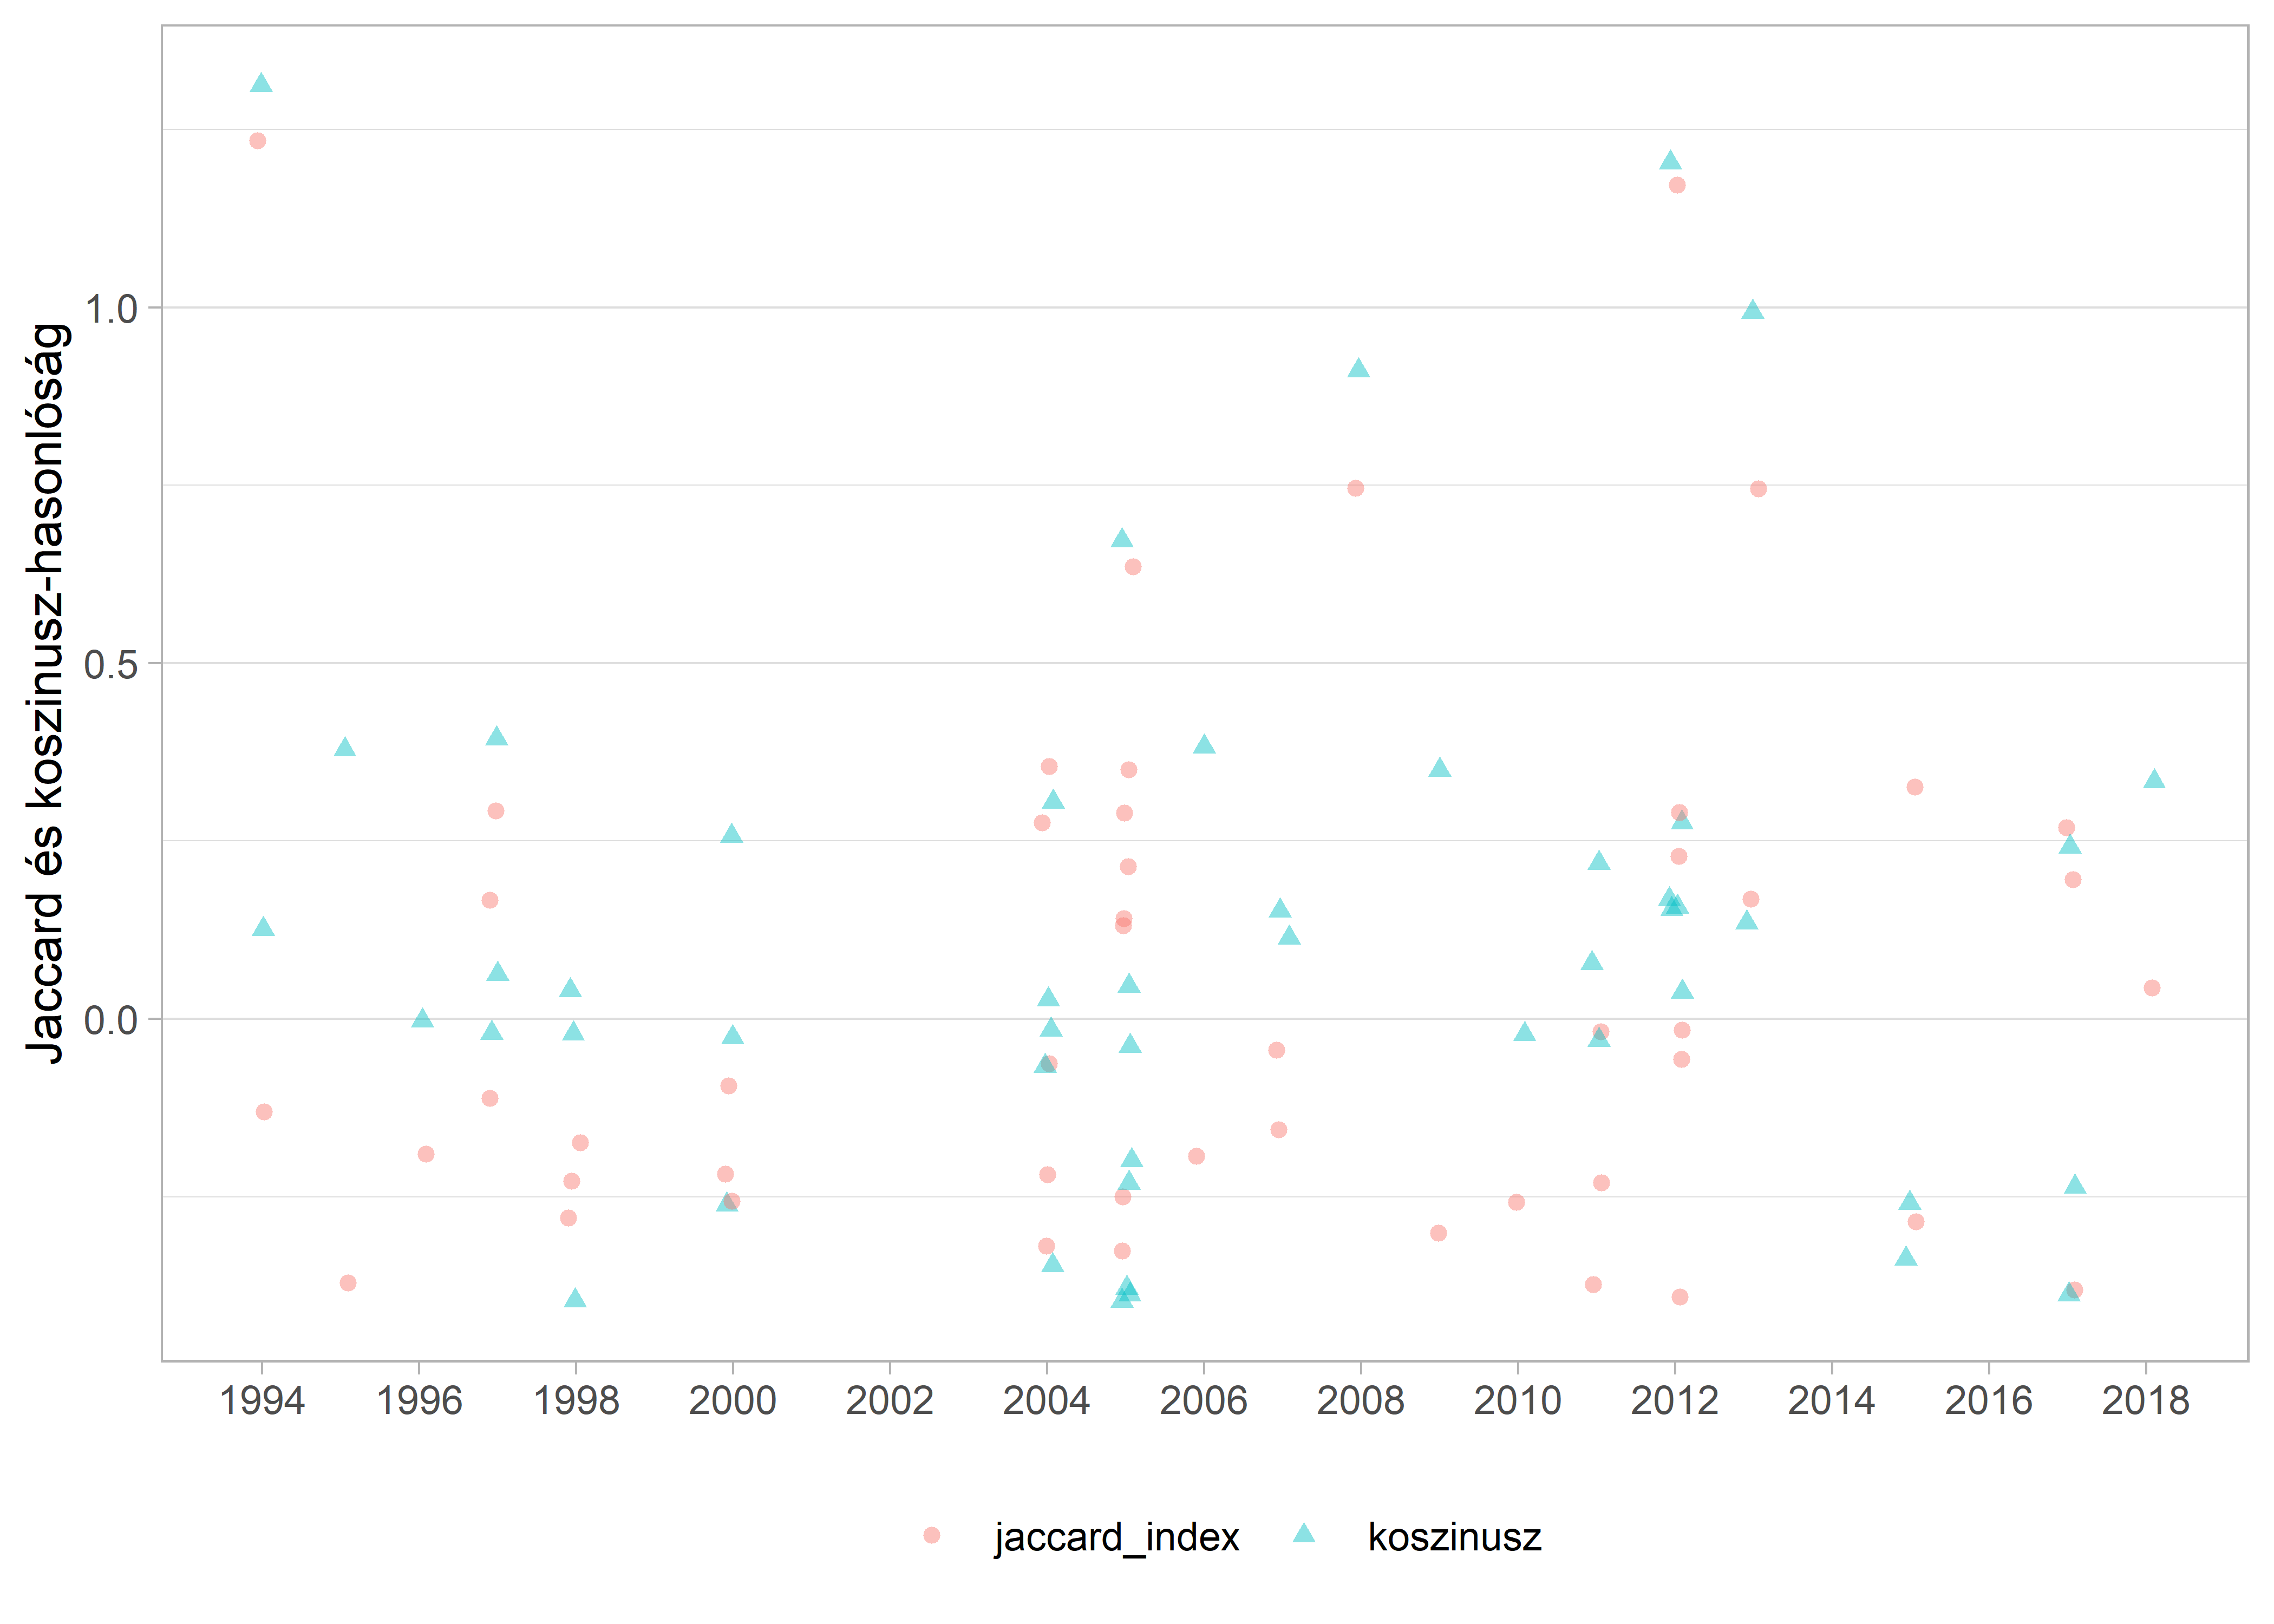 Jaccard és koszinusz-hasonlóság
1.0
0.5
0.0
1994 1996 1998 2000 2002 2004 2006 2008 2010 2012 2014 2016 2018
jaccard_index koszinusz